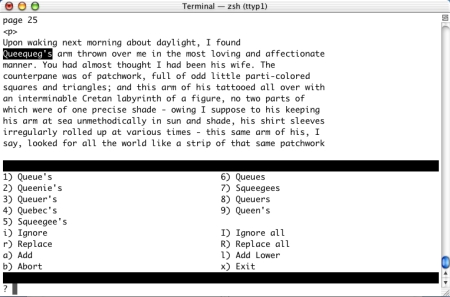 Terminal — zsh (ttyp1)
page 25
<p>
Upon waking next morning about daylight, I found
Queequeg's arm thrown over me in the most loving and affectionate
manner. You had almost thought I had been his wife. The
counterpane was of patchwork, full of odd little parti-colored
squares and triangles; and this arm of his tattooed all over with
an interminable Cretan labyrinth of a figure, no two parts of
which were of one precise shade - owing I suppose to his keeping
his arm at sea unmethodically in sun and shade, his shirt sleeves
irregularly rolled up at various times - this same arm of his, I
say, looked for all the world like a strip of that same patchwork
1) Queue's 6) Queues
2) Queenie's 7) Squeegees
3) Queuer's 8) Queuers
4) Quebec's 9) Queen's
5) Squeegee's
i) Ignore I) Ignore all
r) Replace R) Replace all
a) Add l) Add Lower
b) Abort x) Exit
?